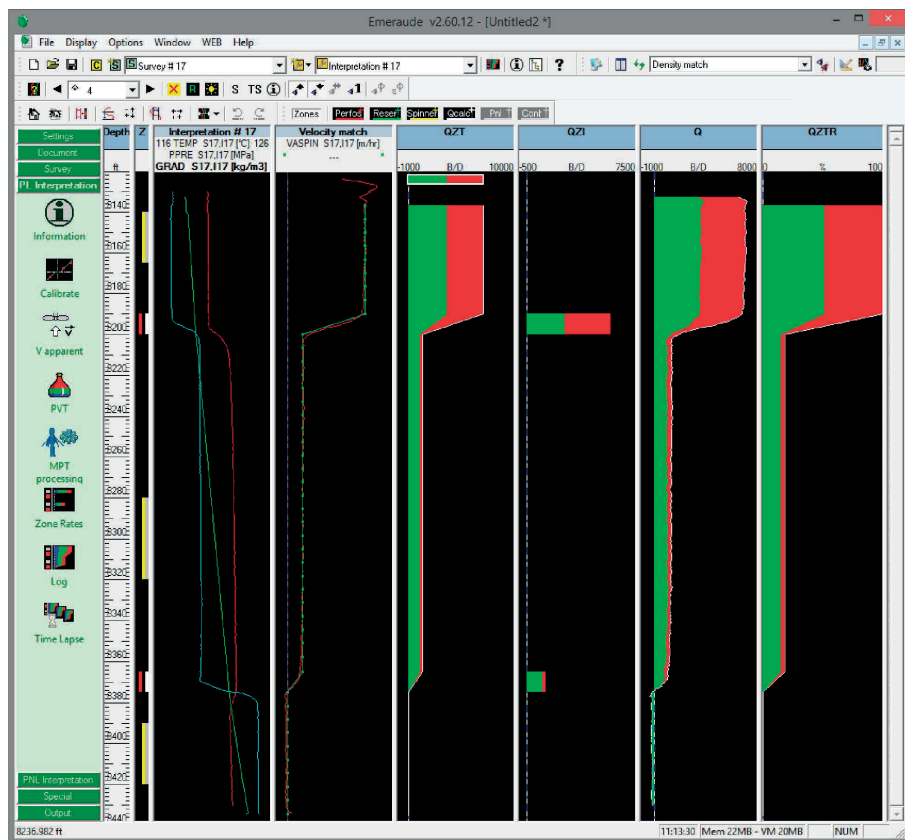 Emeraude v2.60.12 - [Untitled2 *]
File Display Options Window WEB Help
Survey # 17 Interpretation # 17 ? Density match
? 4 R S TS 1
Zones Perfos Reser Spinner Qcalc Pnl Cont
Settings
Document
Survey
PL Interpretation
Information
Calibrate
V apparent
PVT
MPT
processing
Zone Rates
Log
Time Lapse
PNL Interpretation
Special
Output
Depth
ft
Z
Interpretation # 17
116 TEMP S17,I17 [°C] 126
PPRE S17,I17 [MPa]
GRAD S17,I17 [kg/m3]
Velocity match
VASPIN S17,I17 [m/hr]
* --- *
QZT
-1000 B/D 10000
QZI
-500 B/D 7500
Q
-1000 B/D 8000
QZTR
0 % 100
8140
8160
8180
8200
8220
8240
8260
8280
8300
8320
8340
8360
8380
8400
8420
8440
8236.982 ft 11:13:30 Mem 22MB - VM 20MB NUM